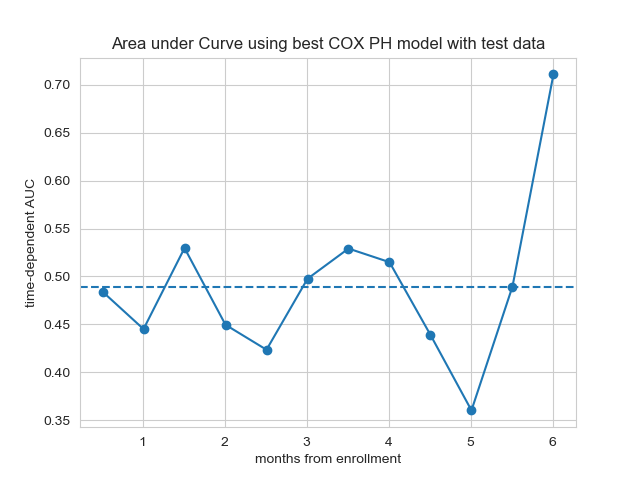 Area under Curve using best COX PH model with test data
time-dependent AUC
0.70
0.65
0.60
0.55
0.50
0.45
0.40
0.35
1 2 3 4 5 6
months from enrollment